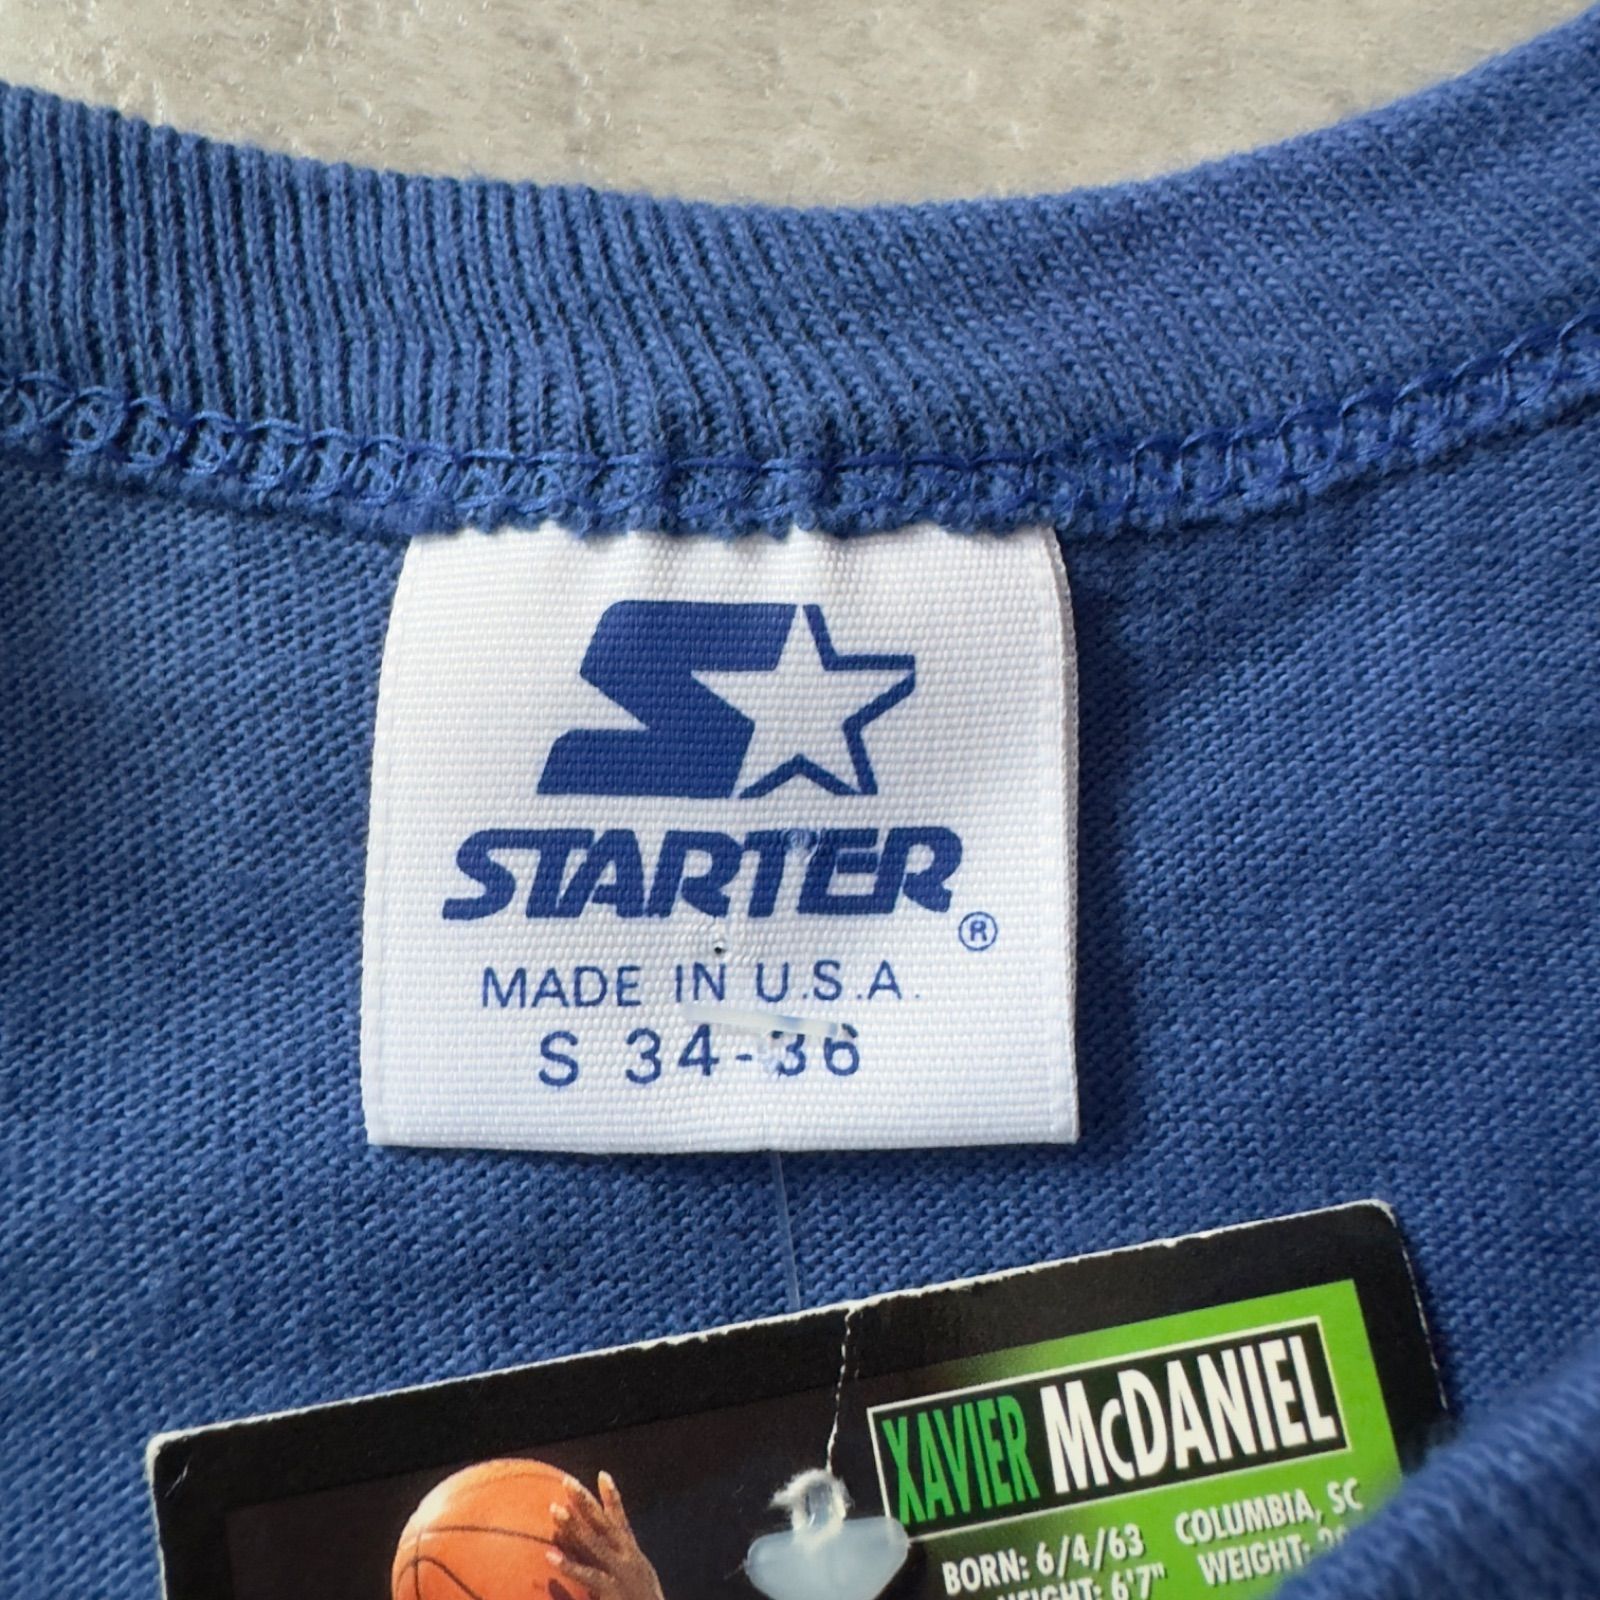 STARTER®
MADE IN U.S.A.
S 34-36
XAVIER McDANIEL
BORN: 6/4/63 COLUMBIA, SC
HEIGHT: 6'7" WEIGHT: